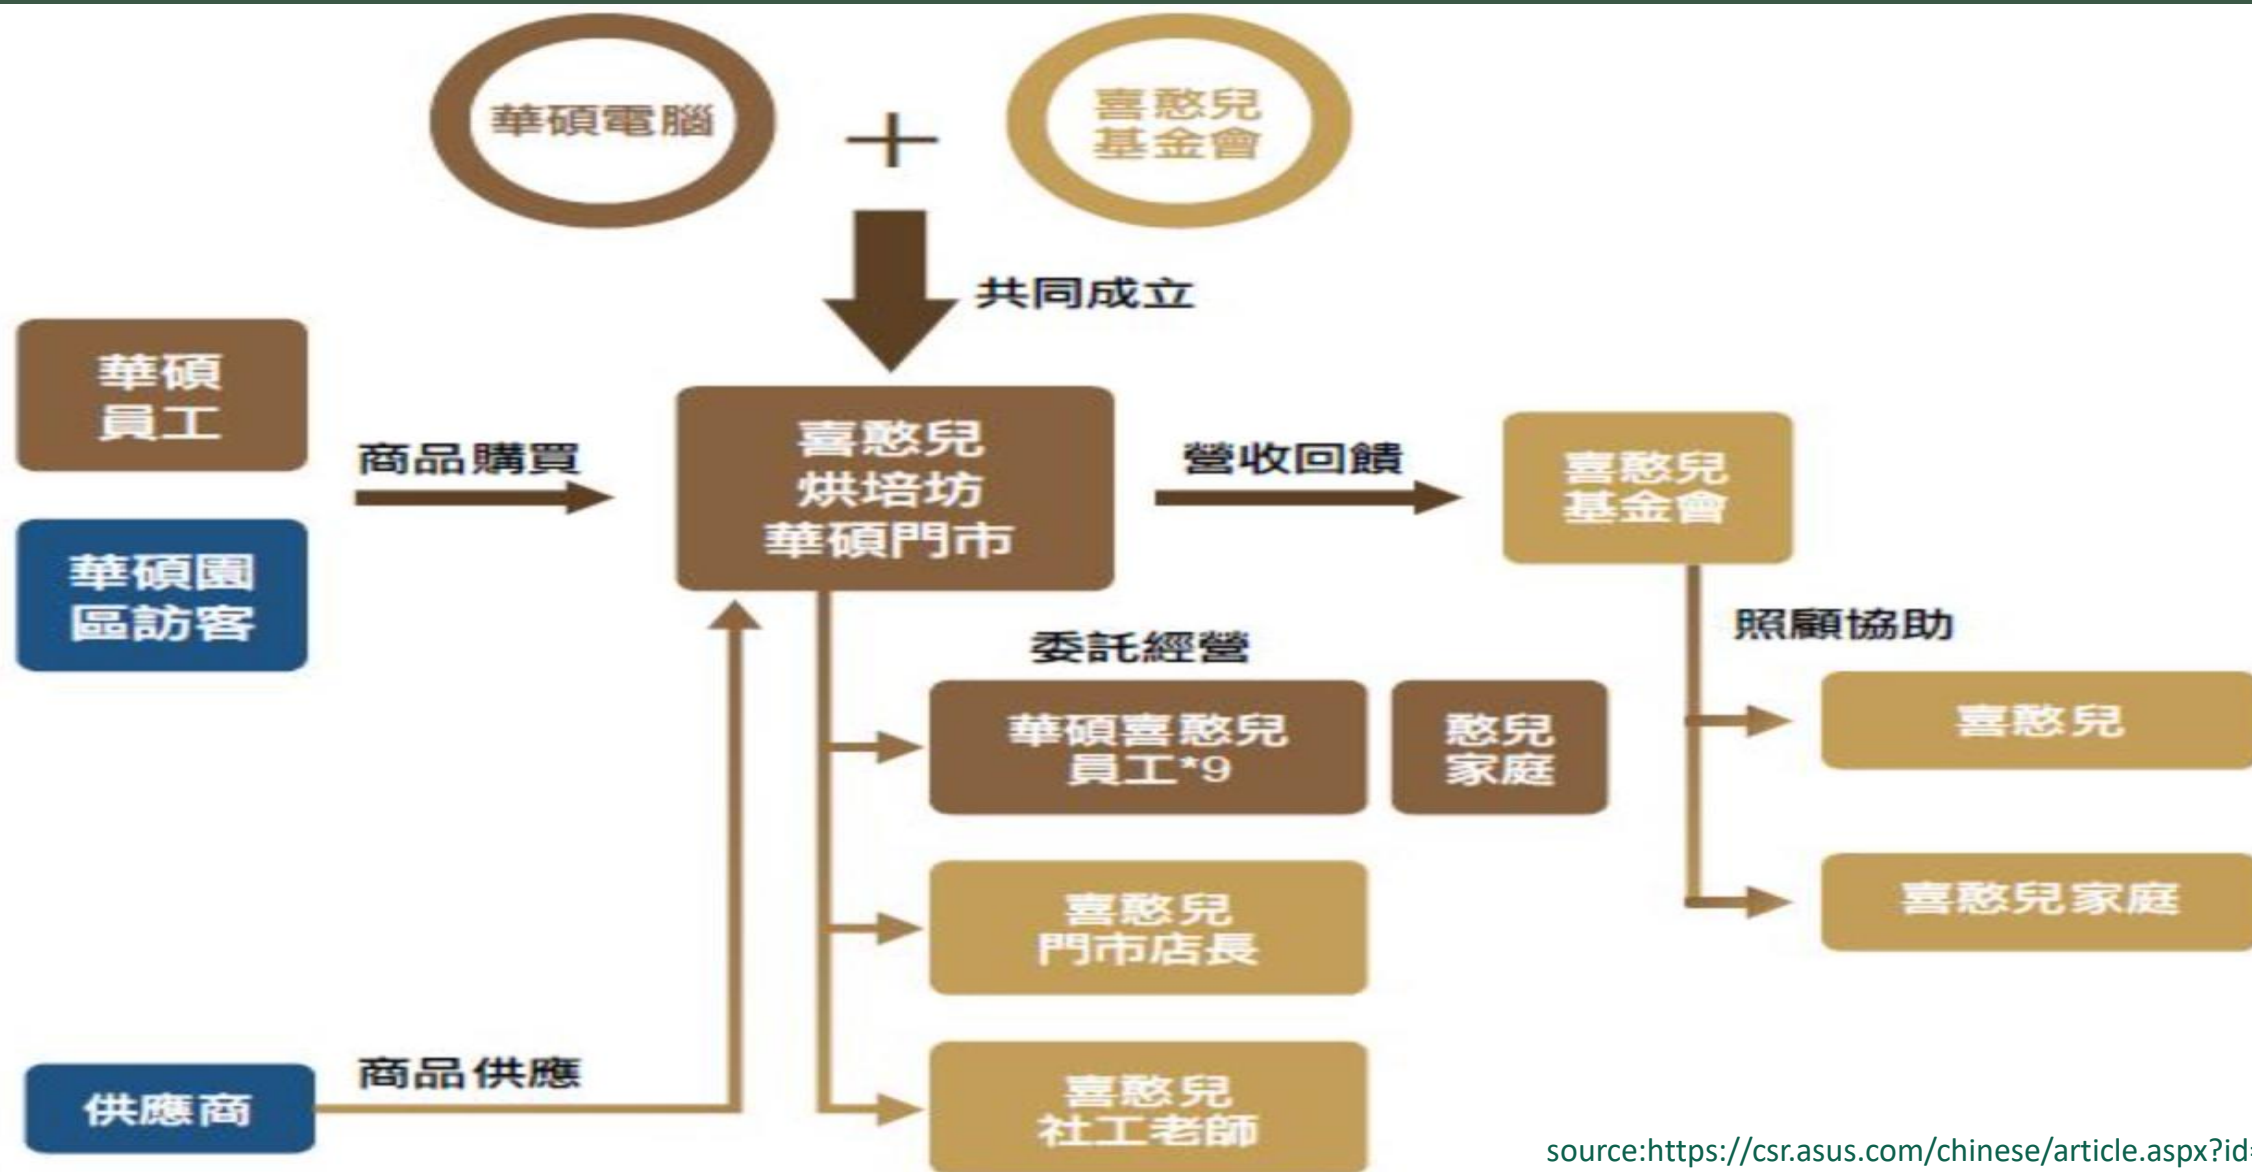 華碩電腦
+
喜憨兒
基金會
共同成立
華碩
員工
商品購買
喜憨兒
烘培坊
華碩門市
營收回饋
喜憨兒
基金會
華碩園
區訪客
委託經營
照顧協助
華碩喜憨兒
員工*9
憨兒
家庭
喜憨兒
喜憨兒
門市店長
喜憨兒家庭
供應商
商品供應
喜憨兒
社工老師
source:https://csr.asus.com/chinese/article.aspx?id=